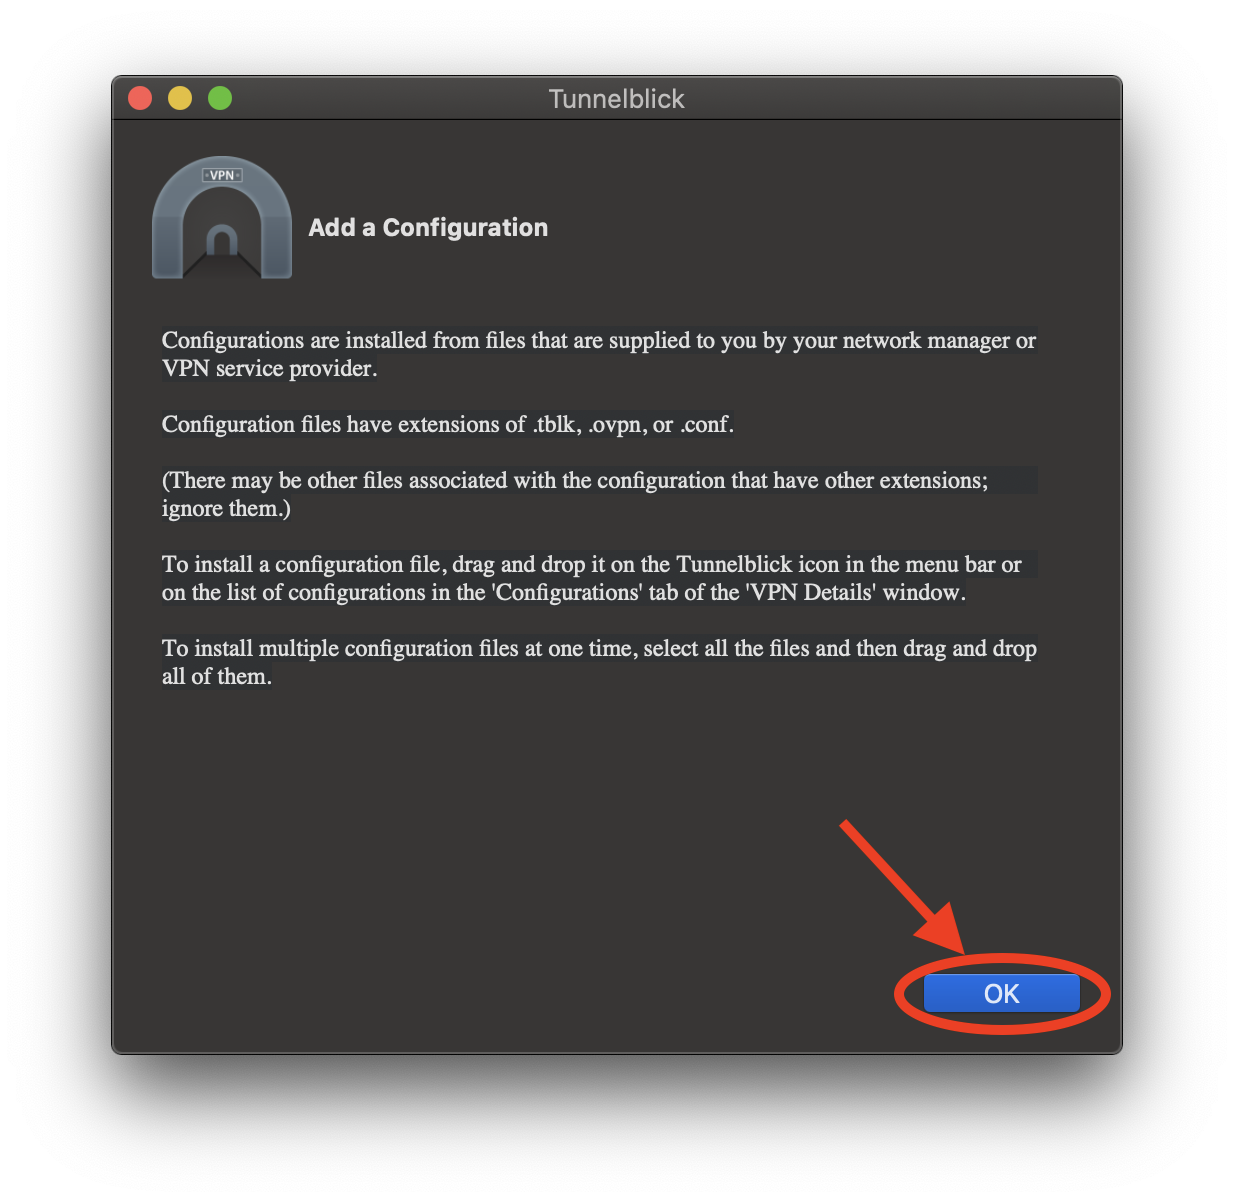 Tunnelblick
VPN
Add a Configuration
Configurations are installed from files that are supplied to you by your network manager or
VPN service provider.
Configuration files have extensions of .tblk, .ovpn, or .conf.
(There may be other files associated with the configuration that have other extensions;
ignore them.)
To install a configuration file, drag and drop it on the Tunnelblick icon in the menu bar or
on the list of configurations in the 'Configurations' tab of the 'VPN Details' window.
To install multiple configuration files at one time, select all the files and then drag and drop
all of them.
OK